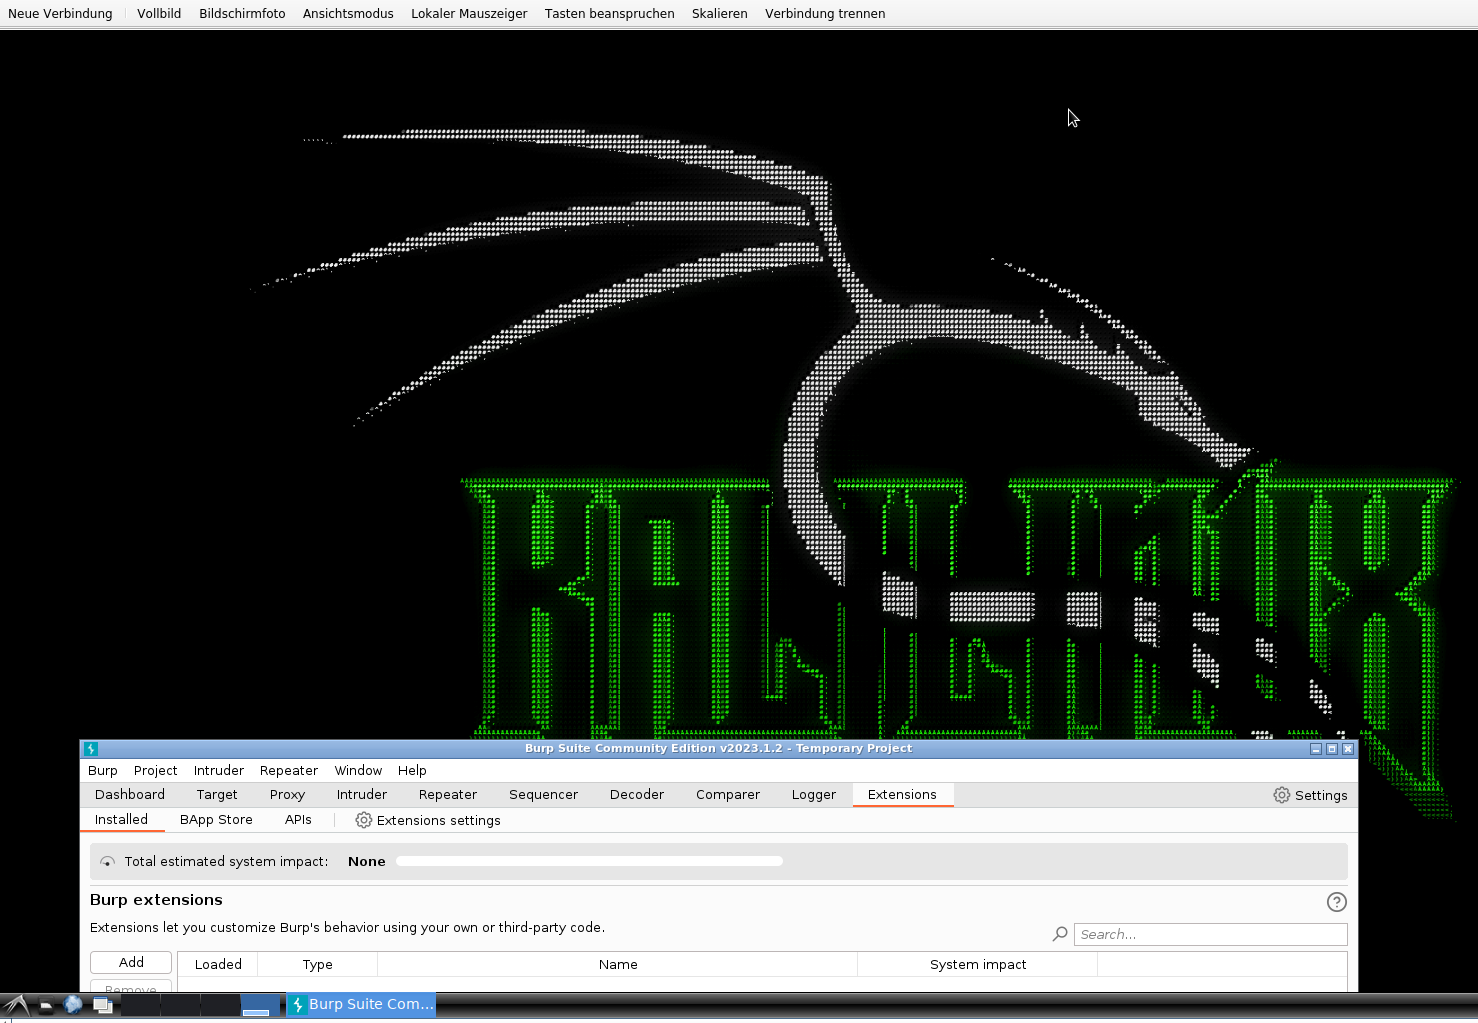 Neue Verbindung Vollbild Bildschirmfoto Ansichtsmodus Lokaler Mauszeiger Tasten beanspruchen Skalieren Verbindung trennen
KALI LINUX
Burp Suite Community Edition v2023.1.2 - Temporary Project
Burp Project Intruder Repeater Window Help
Dashboard Target Proxy Intruder Repeater Sequencer Decoder Comparer Logger Extensions Settings
Installed BApp Store APIs Extensions settings
Total estimated system impact: None
Burp extensions
Extensions let you customize Burp's behavior using your own or third-party code.
Search...
Add Loaded Type Name System impact
Remove
Burp Suite Com...